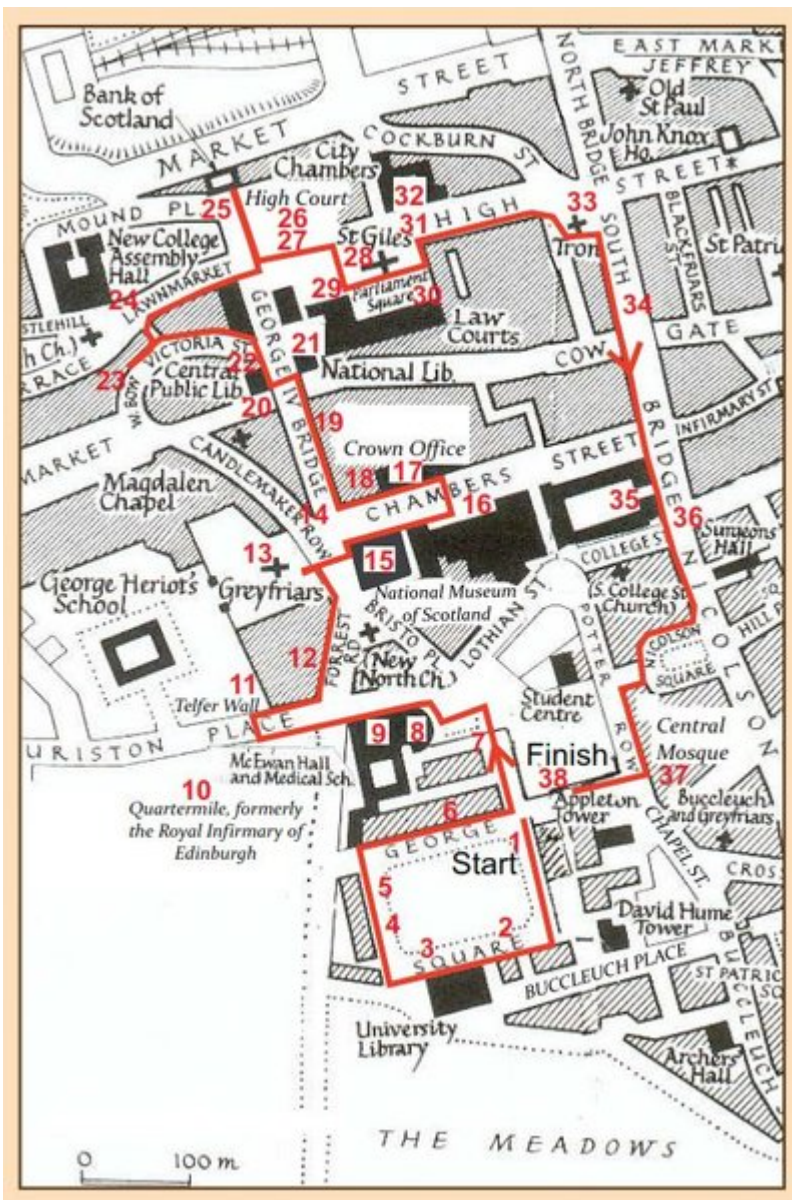 EAST MARK
JEFFREY
STREET
NORTH BRIDGE
Old
St Paul
Bank of
Scotland
MARKET
COCKBURN
ST
John Knox
Ho.
STREET*
City
Chambers
32
MOUND PL
25
High Court
26
27
31
HIGH
33
Tron
SOUTH
BLACKFRIARS
ST
St Patri
New College
Assembly
Hall
St Giles
28
24
LAWNMARKET
29
Parliament
Square
30
34
STLEHILL
h Ch.)
GEORGE
Law
Courts
GATE
RRACE
VICTORIA ST
22
21
COW
23
W. BOW
Central
Public Lib.
National Lib.
20
IV BRIDGE
19
BRIDGE
INFIRMARY ST
MARKET
CANDLEMAKER ROW
Crown Office
18
17
STREET
Magdalen
Chapel
14
CHAMBERS
16
35
36
Surgeons
Hall
13
15
COLLEGE S
George Heriot's
School
Greyfriars
National Museum
of Scotland
(S. College St
Church)
NICOLSON
HILL P
BRISTO PL
LOTHIAN ST
POTTER
ROW
12
FORREST
RD
(New
North Ch.)
NICOLSON
SQUARE
11
Telfer Wall
Student
Centre
Central
Mosque
URISTON PLACE
9
8
7
Finish
McEwan Hall
and Medical Sch.
38
37
10
Quartermile, formerly
the Royal Infirmary of
Edinburgh
6
Appleton
Tower
Buccleuch
and Greyfriars
GEORGE
1
CHAPEL ST.
Start
CROSS
5
David Hume
Tower
4
2
3
SQUARE
BUCCLEUCH PLACE
BUCCLEUCH
ST PATRIC
SQ
University
Library
Archers'
Hall
THE MEADOWS
0 100 m